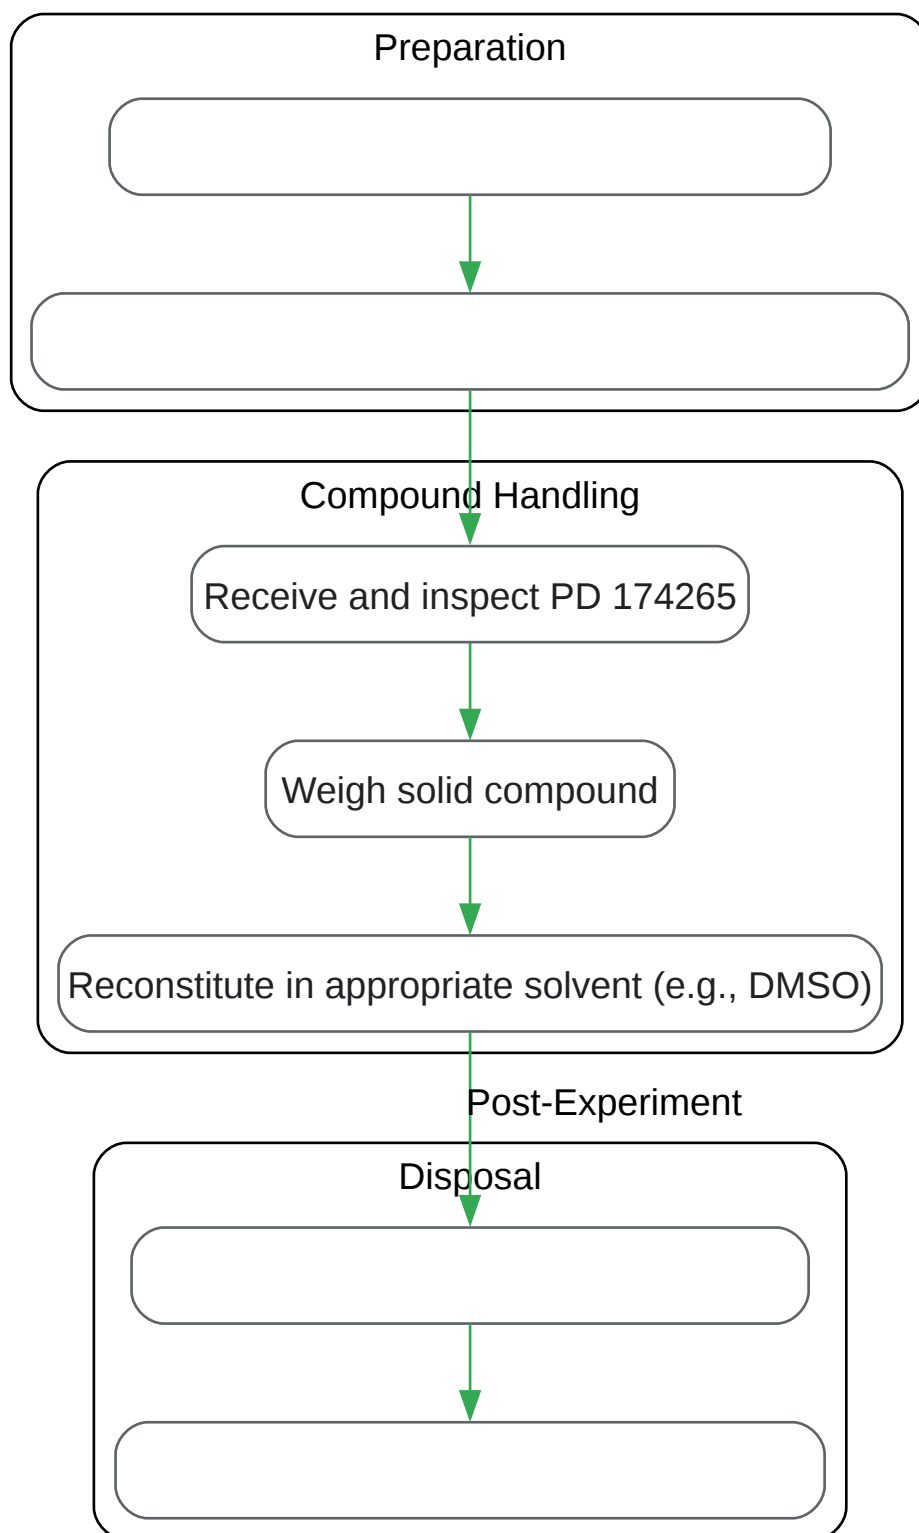 Preparation
Compound Handling
Receive and inspect PD 174265
Weigh solid compound
Reconstitute in appropriate solvent (e.g., DMSO)
Post-Experiment
Disposal